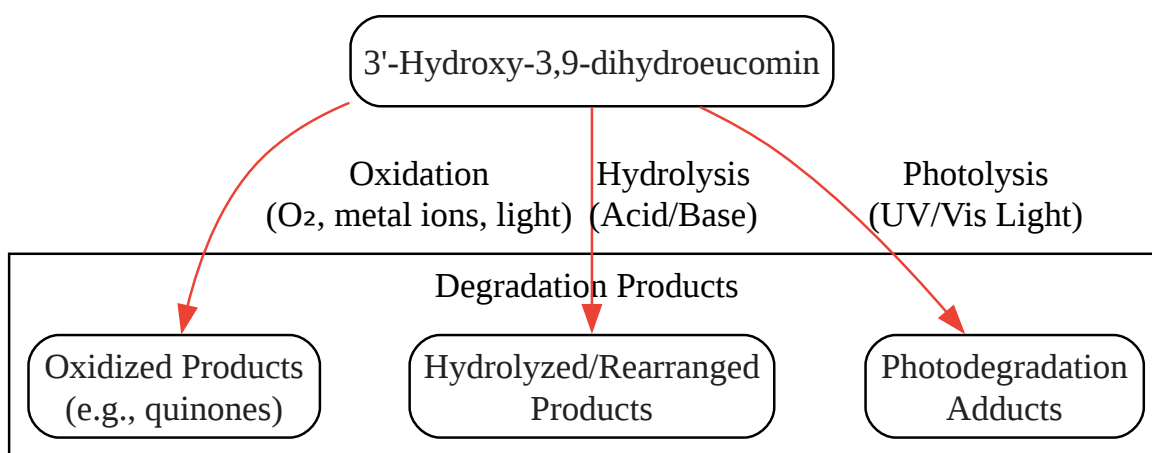 3'-Hydroxy-3,9-dihydroeucomin
Oxidation
(O₂, metal ions, light)
Hydrolysis
(Acid/Base)
Photolysis
(UV/Vis Light)
Degradation Products
Oxidized Products
(e.g., quinones)
Hydrolyzed/Rearranged
Products
Photodegradation
Adducts